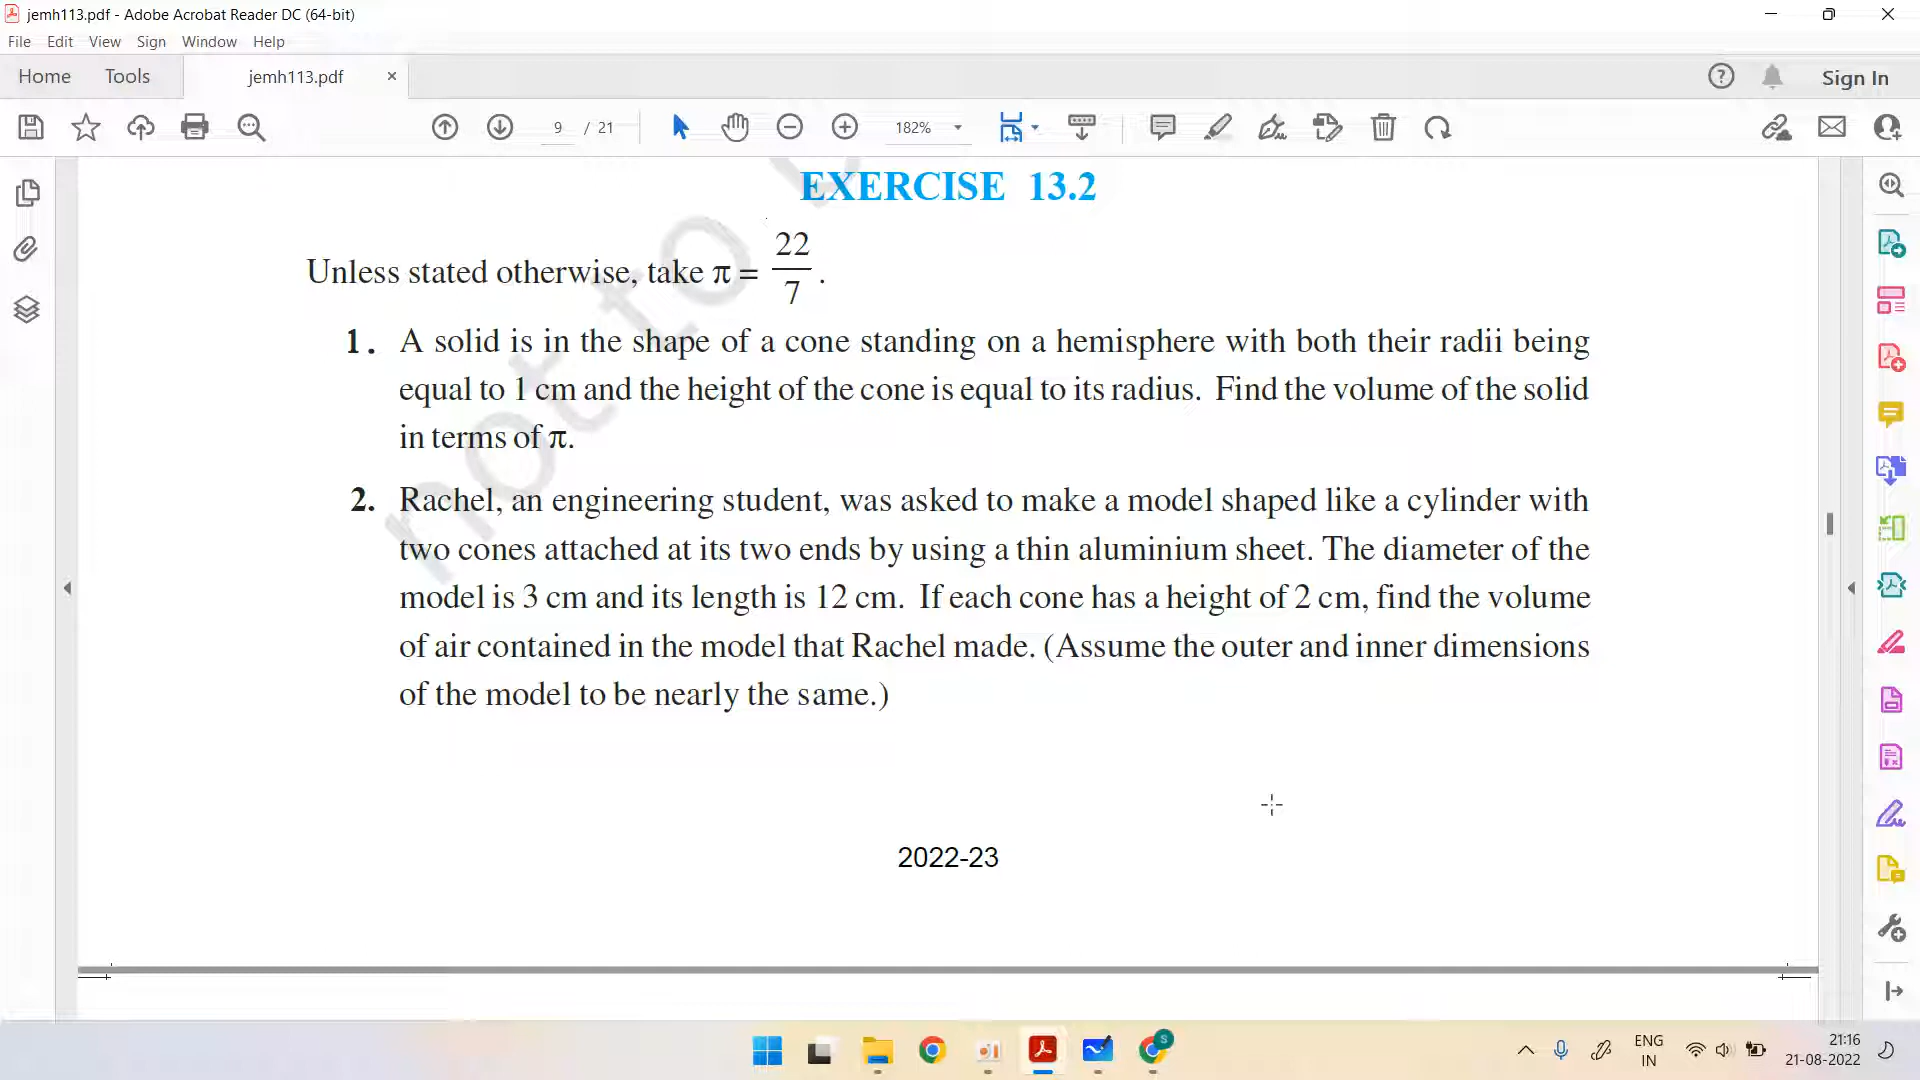 jemh113.pdf - Adobe Acrobat Reader DC (64-bit)
File Edit View Sign Window Help
Home Tools jemh113.pdf × Sign In
9 / 21 182%
not to b
EXERCISE 13.2
Unless stated otherwise, take π = 22/7 .
1. A solid is in the shape of a cone standing on a hemisphere with both their radii being
equal to 1 cm and the height of the cone is equal to its radius. Find the volume of the solid
in terms of π.
2. Rachel, an engineering student, was asked to make a model shaped like a cylinder with
two cones attached at its two ends by using a thin aluminium sheet. The diameter of the
model is 3 cm and its length is 12 cm. If each cone has a height of 2 cm, find the volume
of air contained in the model that Rachel made. (Assume the outer and inner dimensions
of the model to be nearly the same.)
2022-23
S
ENG
IN
21:16
21-08-2022